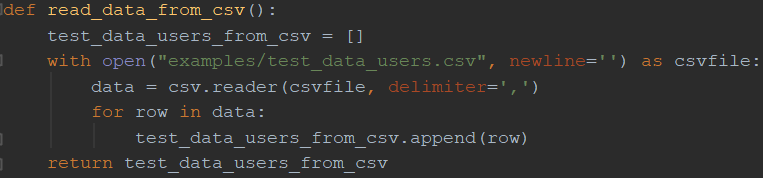 def read_data_from_csv():
    test_data_users_from_csv = []
    with open("examples/test_data_users.csv", newline='') as csvfile:
        data = csv.reader(csvfile, delimiter=',')
        for row in data:
            test_data_users_from_csv.append(row)
    return test_data_users_from_csv